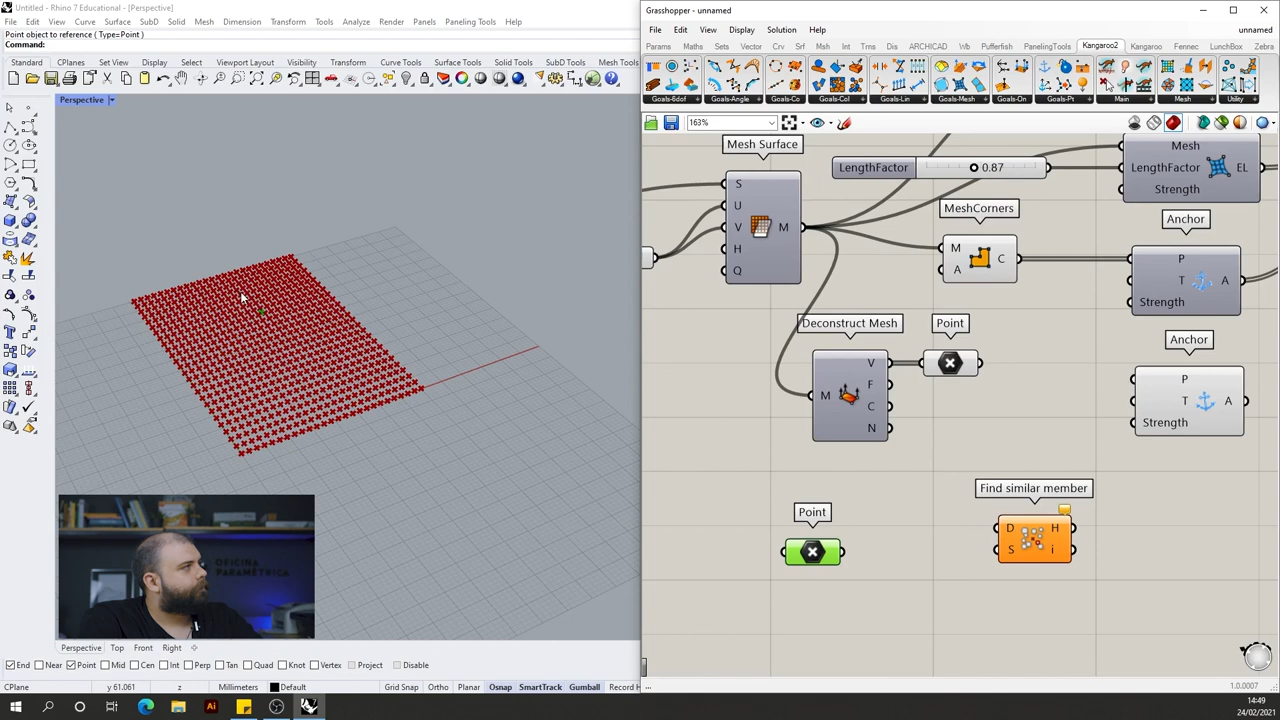 Untitled - Rhino 7 Educational - [Perspective]
File Edit View Curve Surface SubD Solid Mesh Dimension Transform Tools Analyze Render Panels Paneling Tools Help
Point object to reference ( Type=Point )
Command:
Standard CPlanes Set View Display Select Viewport Layout Visibility Transform Curve Tools Surface Tools Solid Tools SubD Tools Mesh Tools
Perspective
OFICINA
PARAMÉTRICA
Perspective Top Front Right
End Near Point Mid Cen Int Perp Tan Quad Knot Vertex Project Disable
CPlane y 61.061 z Millimeters Default Grid Snap Ortho Planar Osnap SmartTrack Gumball Record H
Grasshopper - unnamed
File Edit View Display Solution Help unnamed
Params Maths Sets Vector Crv Srf Msh Int Trns Dis ARCHICAD Wb Pufferfish PanelingTools Kangaroo2 Kangaroo Fennec LunchBox Zebra
Goals-6dof Goals-Angle Goals-Co Goals-Col Goals-Lin Goals-Mesh Goals-On Goals-Pt Main Mesh Utility
163%
Mesh Surface
S
U
V
H
Q
M
LengthFactor 0.87
Mesh
LengthFactor
Strength
EL
MeshCorners
M
A
C
Anchor
P
T
Strength
A
Deconstruct Mesh
M
V
F
C
N
Point
Anchor
P
T
Strength
A
Point
Find similar member
D
S
H
i
...
1.0.0007
Ai
14:49
24/02/2021